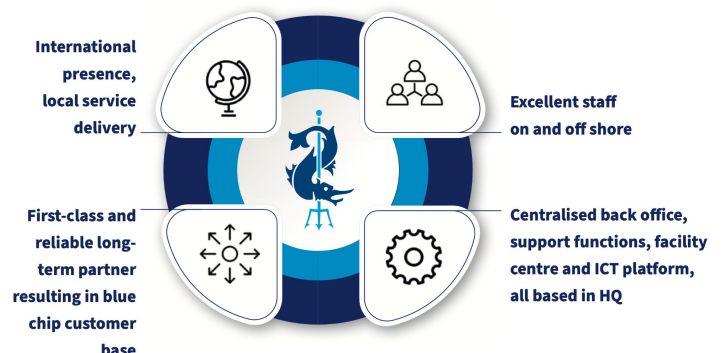 International
presence,
local service
delivery
Excellent staff
on and off shore
First-class and
reliable long-
term partner
resulting in blue
chip customer
base
Centralised back office,
support functions, facility
centre and ICT platform,
all based in HQ